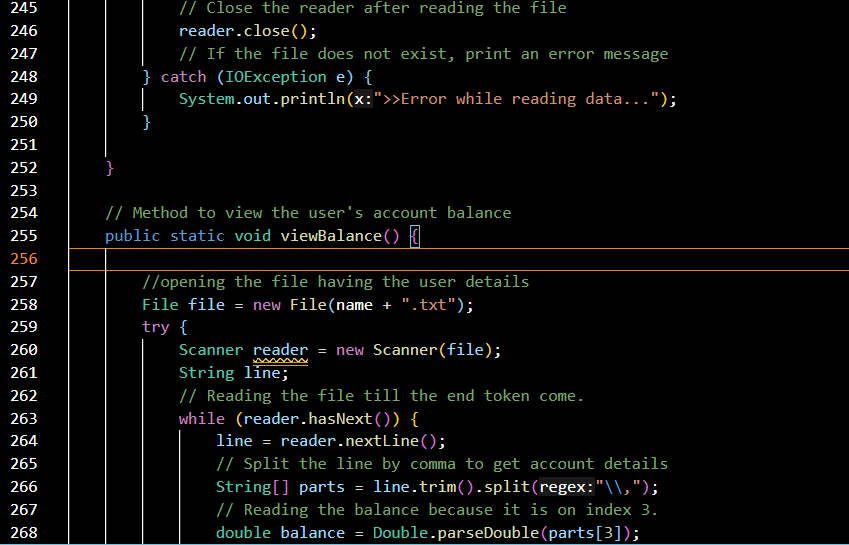 245 // Close the reader after reading the file
246 reader.close();
247 // If the file does not exist, print an error message
248 } catch (IOException e) {
249 System.out.println(x:">>Error while reading data...");
250 }
251
252 }
253
254 // Method to view the user's account balance
255 public static void viewBalance() {
256
257 //opening the file having the user details
258 File file = new File(name + ".txt");
259 try {
260 Scanner reader = new Scanner(file);
261 String line;
262 // Reading the file till the end token come.
263 while (reader.hasNext()) {
264 line = reader.nextLine();
265 // Split the line by comma to get account details
266 String[] parts = line.trim().split(regex:"\\,");
267 // Reading the balance because it is on index 3.
268 double balance = Double.parseDouble(parts[3]);